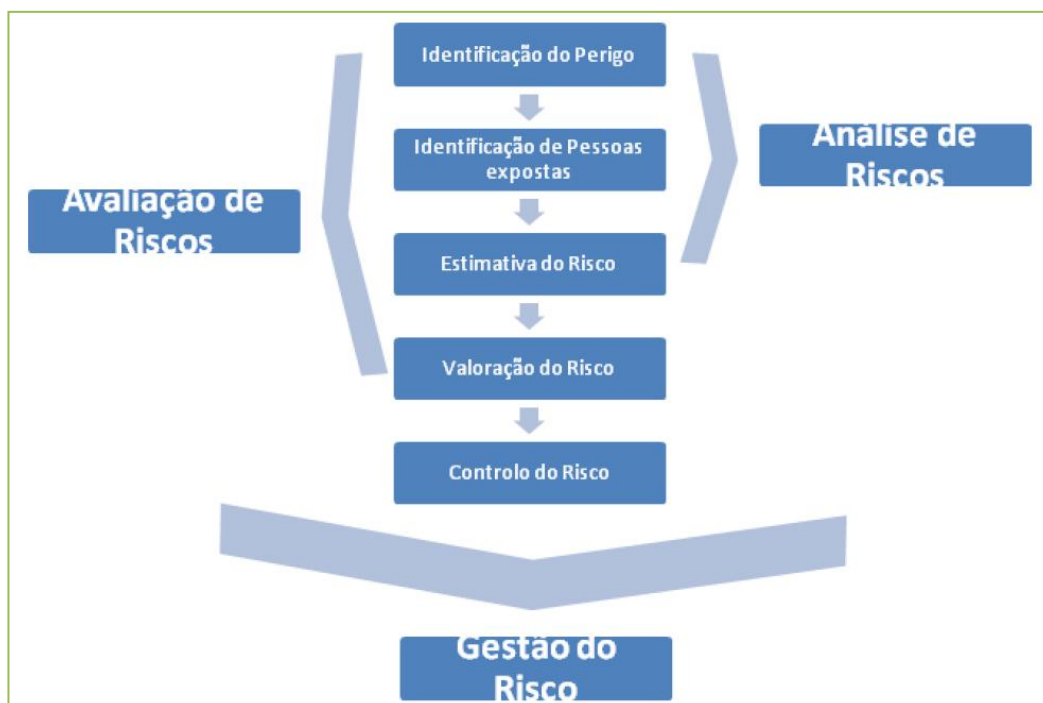 Identificação do Perigo
Identificação de Pessoas
expostas
Análise de
Riscos
Avaliação de
Riscos
Estimativa do Risco
Valoração do Risco
Controlo do Risco
Gestão do
Risco